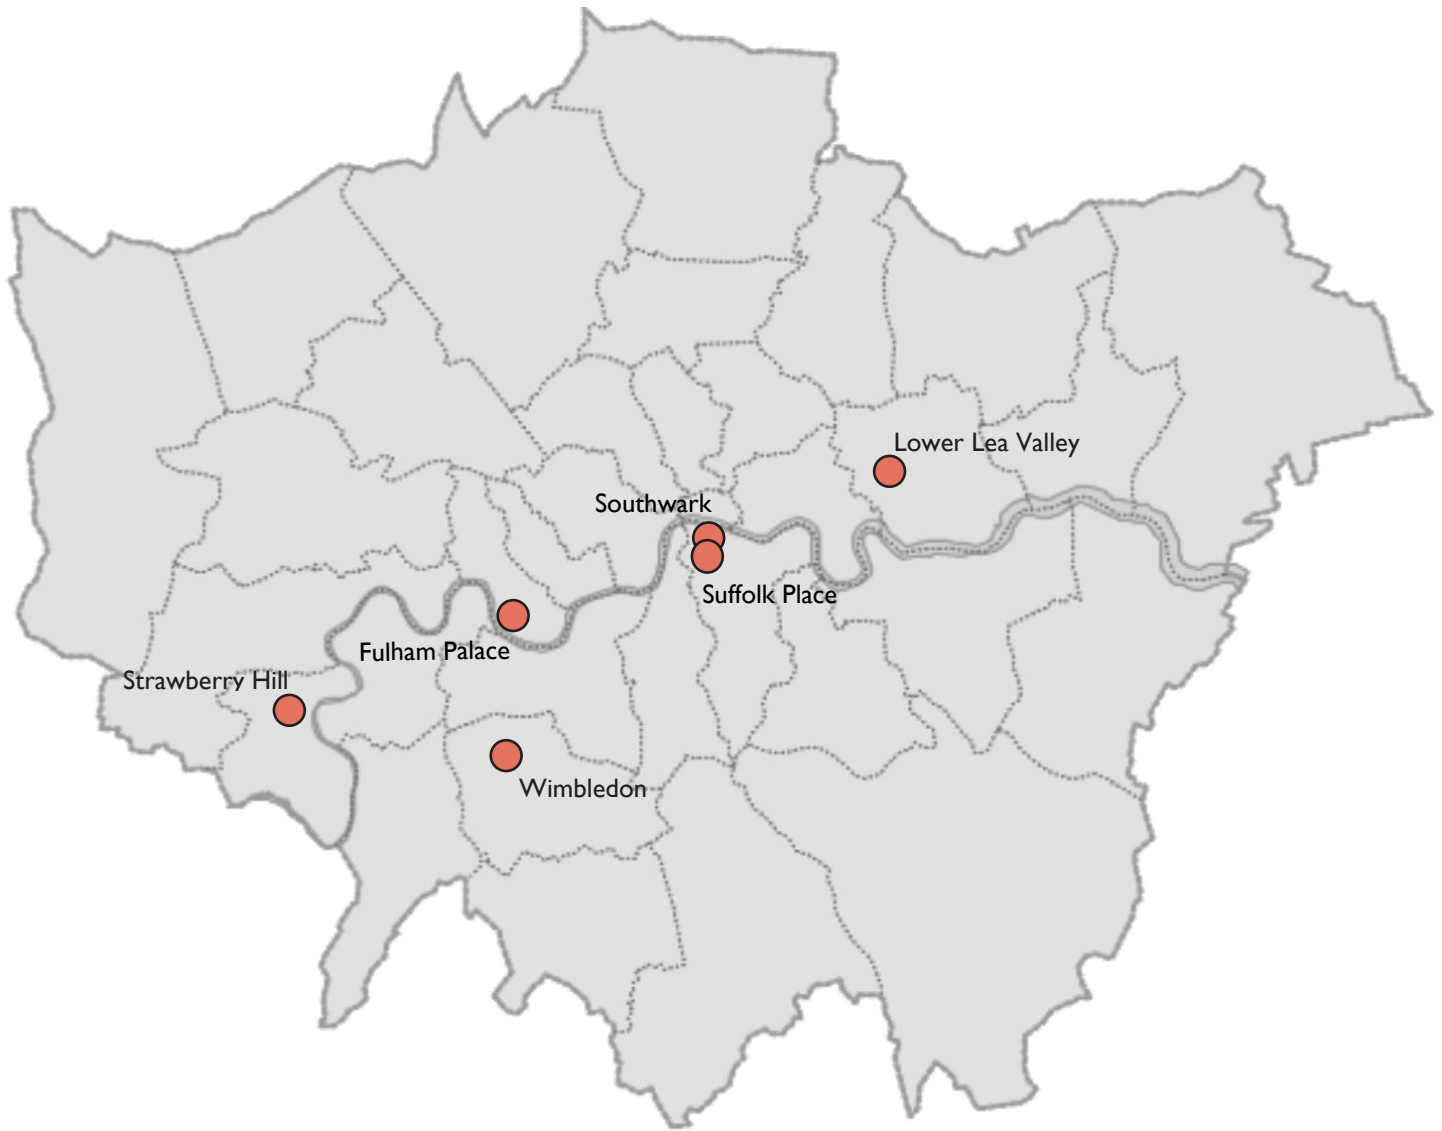 Lower Lea Valley
Southwark
Suffolk Place
Fulham Palace
Strawberry Hill
Wimbledon